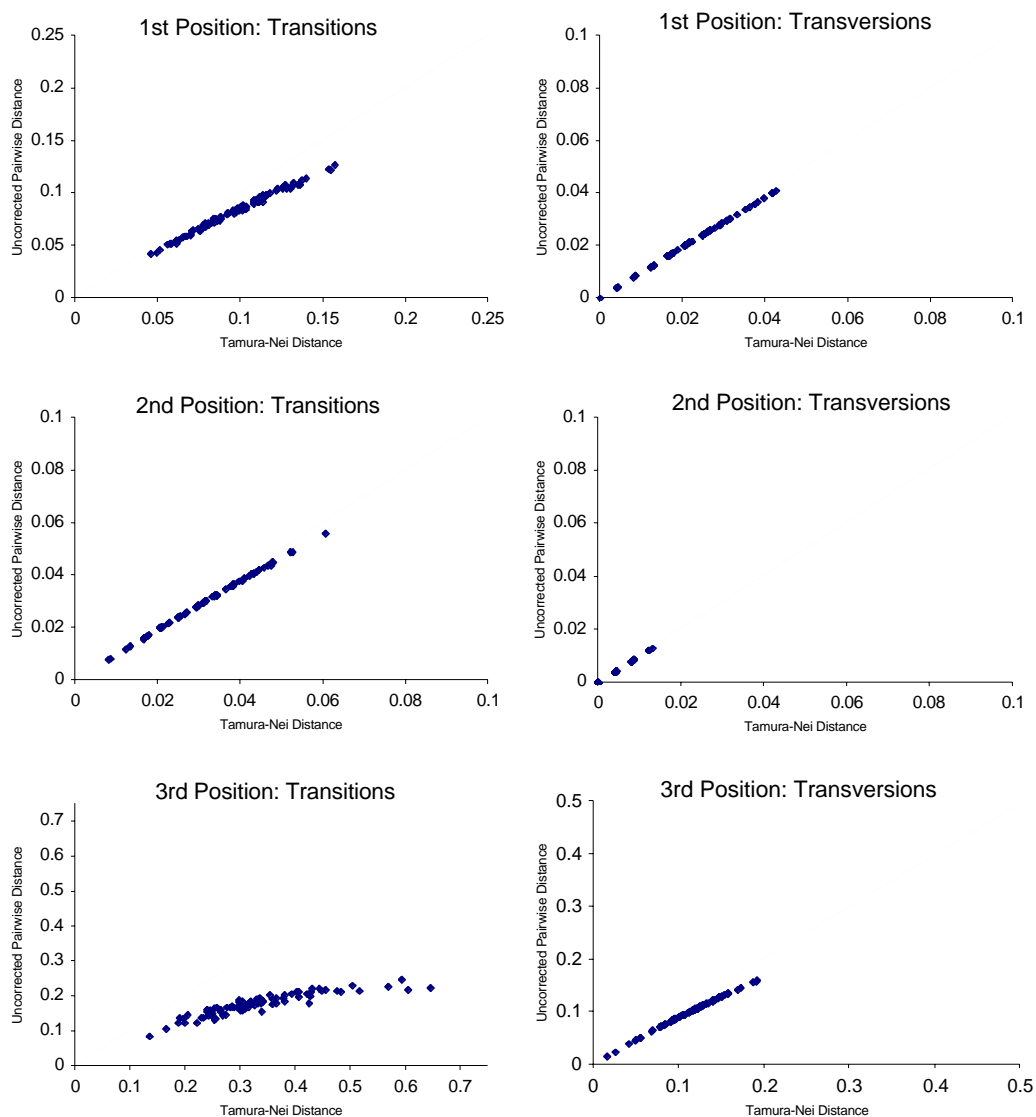 1st Position: Transitions
Uncorrected Pairwise Distance
0.25
0.2
0.15
0.1
0.05
0
0 0.05 0.1 0.15 0.2 0.25
Tamura-Nei Distance
1st Position: Transversions
Uncorrected Pairwise Distance
0.1
0.08
0.06
0.04
0.02
0
0 0.02 0.04 0.06 0.08 0.1
Tamura-Nei Distance
2nd Position: Transitions
Uncorrected Pairwise Distance
0.1
0.08
0.06
0.04
0.02
0
0 0.02 0.04 0.06 0.08 0.1
Tamura-Nei Distance
2nd Position: Transversions
Uncorrected Pairwise Distance
0.1
0.08
0.06
0.04
0.02
0
0 0.02 0.04 0.06 0.08 0.1
Tamura-Nei Distance
3rd Position: Transitions
Uncorrected Pairwise Distance
0.7
0.6
0.5
0.4
0.3
0.2
0.1
0
0 0.1 0.2 0.3 0.4 0.5 0.6 0.7
Tamura-Nei Distance
3rd Position: Transversions
Uncorrected Pairwise Distance
0.5
0.4
0.3
0.2
0.1
0
0 0.1 0.2 0.3 0.4 0.5
Tamura-Nei Distance